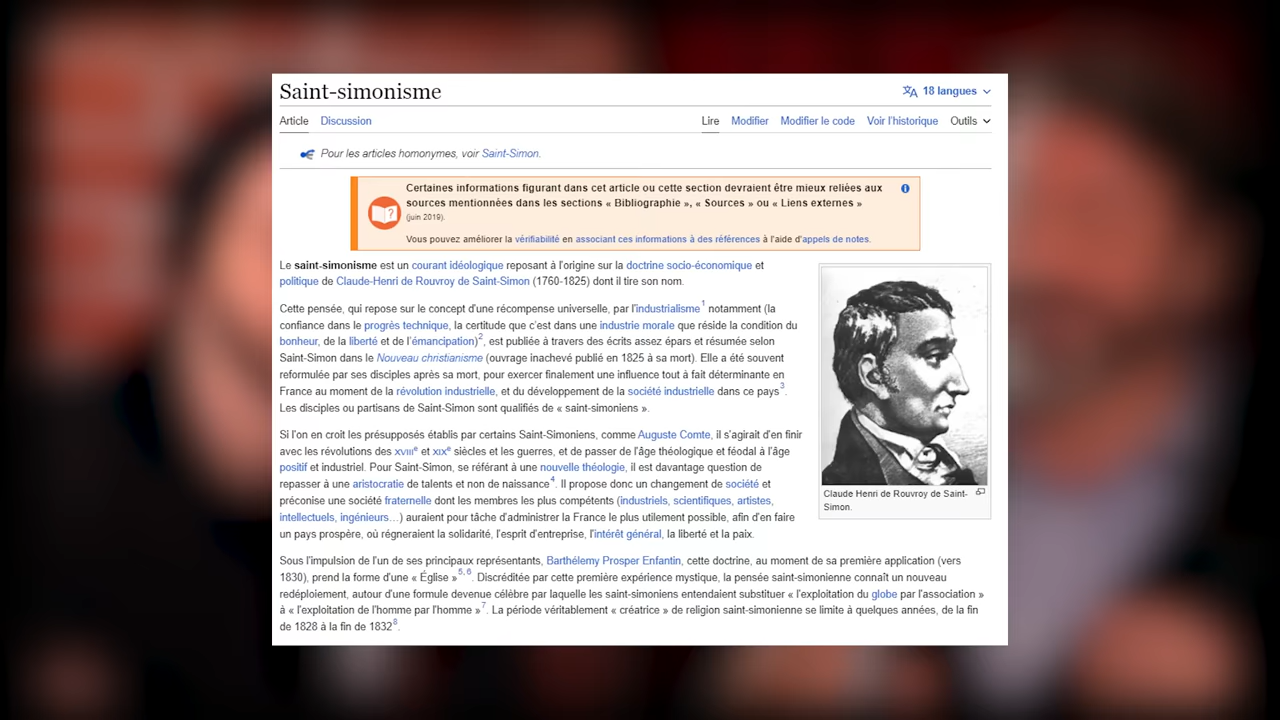 Saint-simonisme
18 langues
Article Discussion Lire Modifier Modifier le code Voir l'historique Outils
Pour les articles homonymes, voir Saint-Simon.
Certaines informations figurant dans cet article ou cette section devraient être mieux reliées aux
sources mentionnées dans les sections « Bibliographie », « Sources » ou « Liens externes »
(juin 2019).
Vous pouvez améliorer la vérifiabilité en associant ces informations à des références à l'aide d'appels de notes.
Le saint-simonisme est un courant idéologique reposant à l'origine sur la doctrine socio-économique et
politique de Claude-Henri de Rouvroy de Saint-Simon (1760-1825) dont il tire son nom.
Cette pensée, qui repose sur le concept d'une récompense universelle, par l'industrialisme1 notamment (la
confiance dans le progrès technique, la certitude que c'est dans une industrie morale que réside la condition du
bonheur, de la liberté et de l'émancipation)2, est publiée à travers des écrits assez épars et résumée selon
Saint-Simon dans le Nouveau christianisme (ouvrage inachevé publié en 1825 à sa mort). Elle a été souvent
reformulée par ses disciples après sa mort, pour exercer finalement une influence tout à fait déterminante en
France au moment de la révolution industrielle, et du développement de la société industrielle dans ce pays3.
Les disciples ou partisans de Saint-Simon sont qualifiés de « saint-simoniens ».
Si l'on en croit les présupposés établis par certains Saint-Simoniens, comme Auguste Comte, il s'agirait d'en finir
avec les révolutions des XVIIIe et XIXe siècles et les guerres, et de passer de l'âge théologique et féodal à l'âge
positif et industriel. Pour Saint-Simon, se référant à une nouvelle théologie, il est davantage question de
repasser à une aristocratie de talents et non de naissance4. Il propose donc un changement de société et
préconise une société fraternelle dont les membres les plus compétents (industriels, scientifiques, artistes,
intellectuels, ingénieurs…) auraient pour tâche d'administrer la France le plus utilement possible, afin d'en faire
un pays prospère, où régneraient la solidarité, l'esprit d'entreprise, l'intérêt général, la liberté et la paix.
Claude Henri de Rouvroy de Saint-
Simon.
Sous l'impulsion de l'un de ses principaux représentants, Barthélemy Prosper Enfantin, cette doctrine, au moment de sa première application (vers
1830), prend la forme d'une « Église »5, 6. Discréditée par cette première expérience mystique, la pensée saint-simonienne connaît un nouveau
redéploiement, autour d'une formule devenue célèbre par laquelle les saint-simoniens entendaient substituer « l'exploitation du globe par l'association »
à « l'exploitation de l'homme par l'homme »7. La période véritablement « créatrice » de religion saint-simonienne se limite à quelques années, de la fin
de 1828 à la fin de 18328.